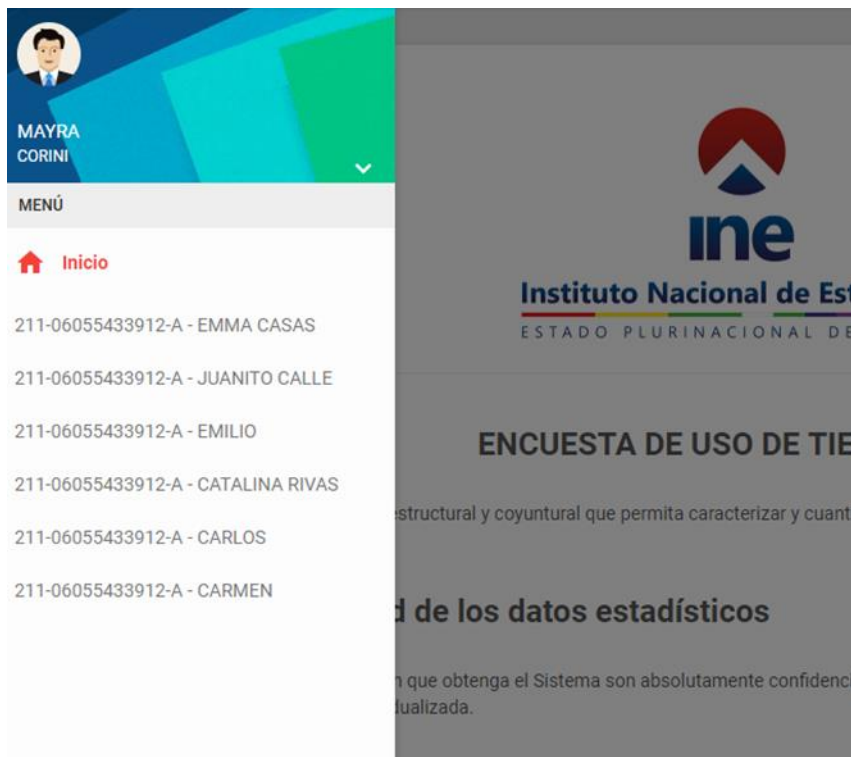 MAYRA
CORINI
MENÚ
Inicio
211-06055433912-A - EMMA CASAS
211-06055433912-A - JUANITO CALLE
211-06055433912-A - EMILIO
211-06055433912-A - CATALINA RIVAS
211-06055433912-A - CARLOS
211-06055433912-A - CARMEN
ine
Instituto Nacional de Est
ESTADO PLURINACIONAL DE
ENCUESTA DE USO DE TIE
estructural y coyuntural que permita caracterizar y cuant
d de los datos estadísticos
n que obtenga el Sistema son absolutamente confidenci
dualizada.